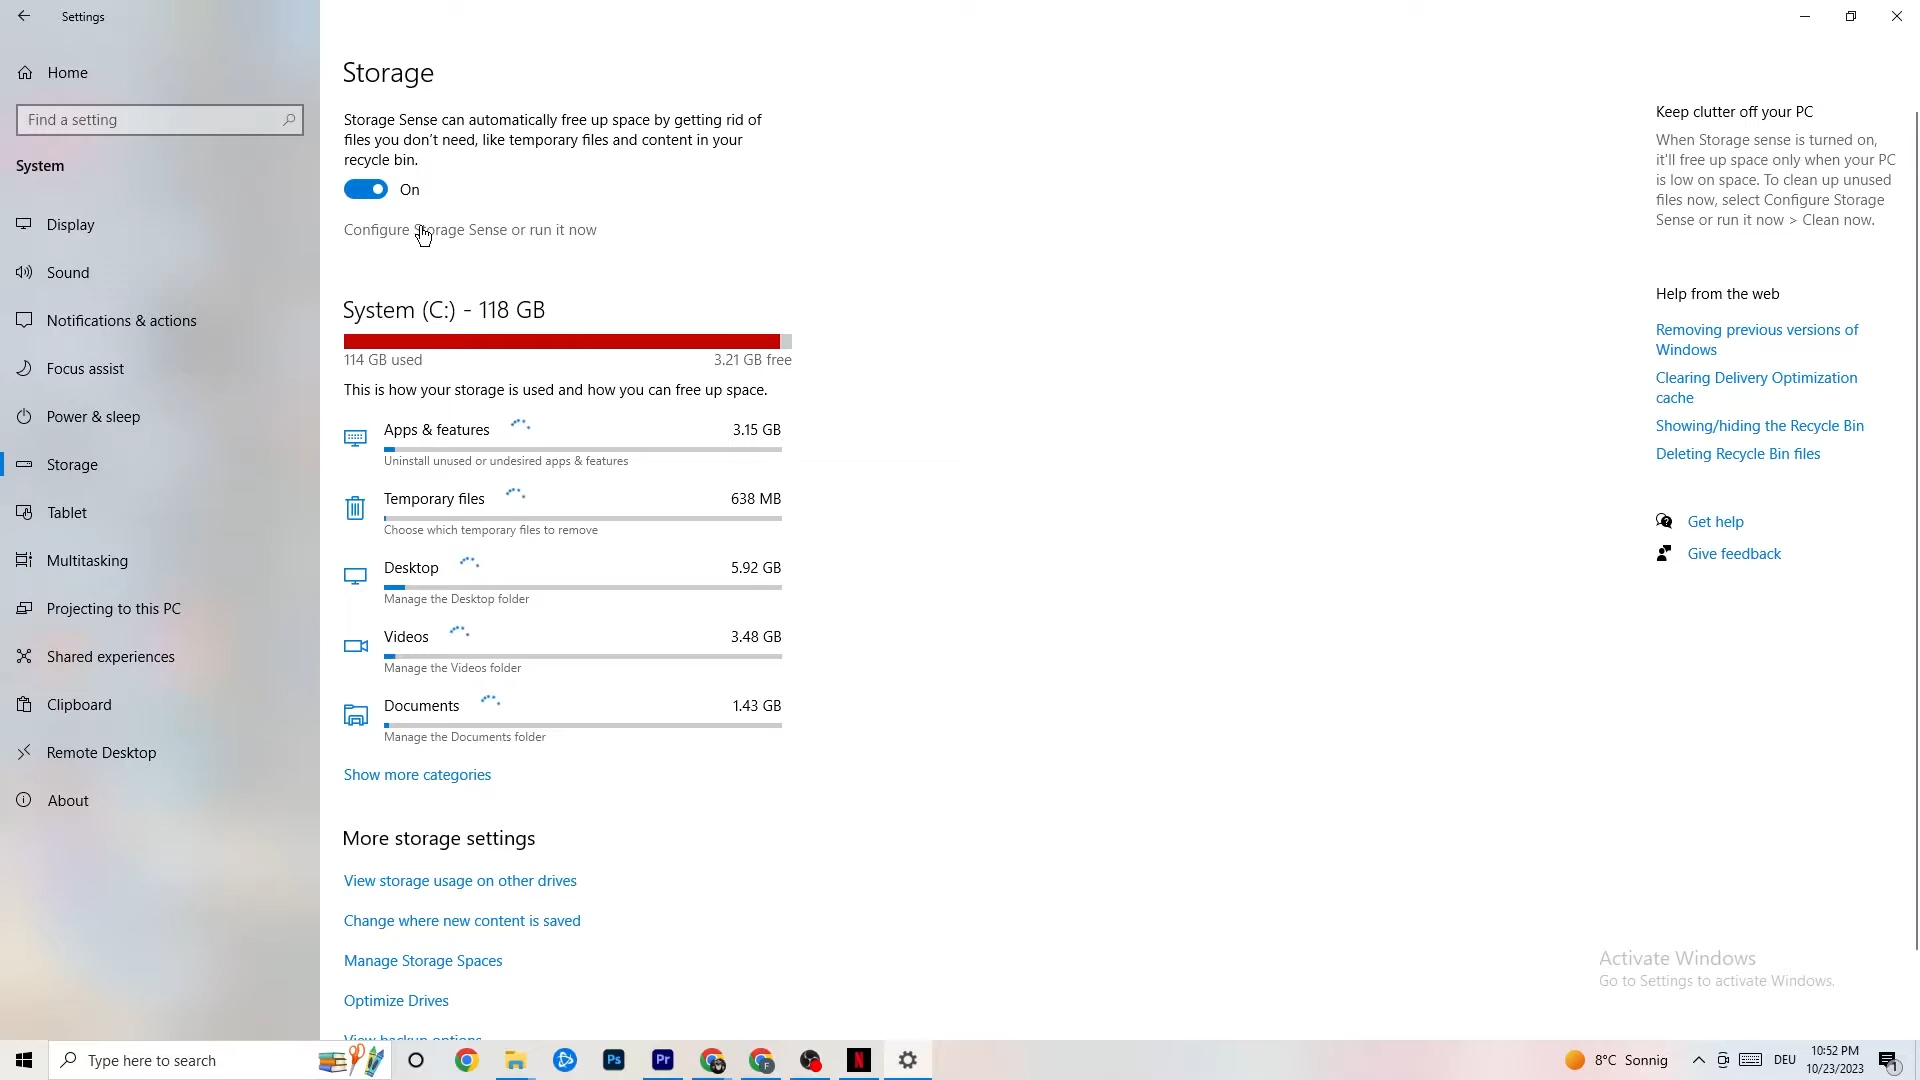 Settings
Home
Find a setting
System
Display
Sound
Notifications & actions
Focus assist
Power & sleep
Storage
Tablet
Multitasking
Projecting to this PC
Shared experiences
Clipboard
Remote Desktop
About
Storage
Storage Sense can automatically free up space by getting rid of
files you don't need, like temporary files and content in your
recycle bin.
On
Configure Storage Sense or run it now
System (C:) - 118 GB
114 GB used 3.21 GB free
This is how your storage is used and how you can free up space.
Apps & features 3.15 GB
Uninstall unused or undesired apps & features
Temporary files 638 MB
Choose which temporary files to remove
Desktop 5.92 GB
Manage the Desktop folder
Videos 3.48 GB
Manage the Videos folder
Documents 1.43 GB
Manage the Documents folder
Show more categories
More storage settings
View storage usage on other drives
Change where new content is saved
Manage Storage Spaces
Optimize Drives
View backup options
Keep clutter off your PC
When Storage sense is turned on,
it'll free up space only when your PC
is low on space. To clean up unused
files now, select Configure Storage
Sense or run it now > Clean now.
Help from the web
Removing previous versions of
Windows
Clearing Delivery Optimization
cache
Showing/hiding the Recycle Bin
Deleting Recycle Bin files
Get help
Give feedback
Activate Windows
Go to Settings to activate Windows.
Type here to search
Ps
Pr
F
N
8°C Sonnig
DEU
10:52 PM
10/23/2023
1